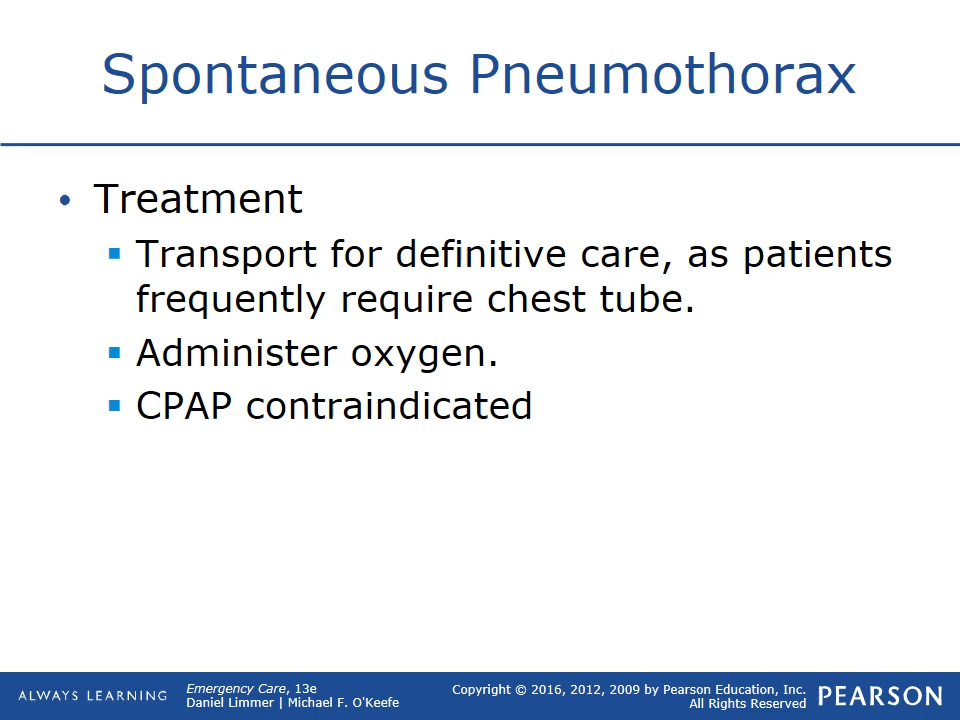 Spontaneous Pneumothorax
• Treatment
▪ Transport for definitive care, as patients
frequently require chest tube.
▪ Administer oxygen.
▪ CPAP contraindicated
ALWAYS LEARNING
Emergency Care, 13e
Daniel Limmer | Michael F. O'Keefe
Copyright © 2016, 2012, 2009 by Pearson Education, Inc.
All Rights Reserved
PEARSON